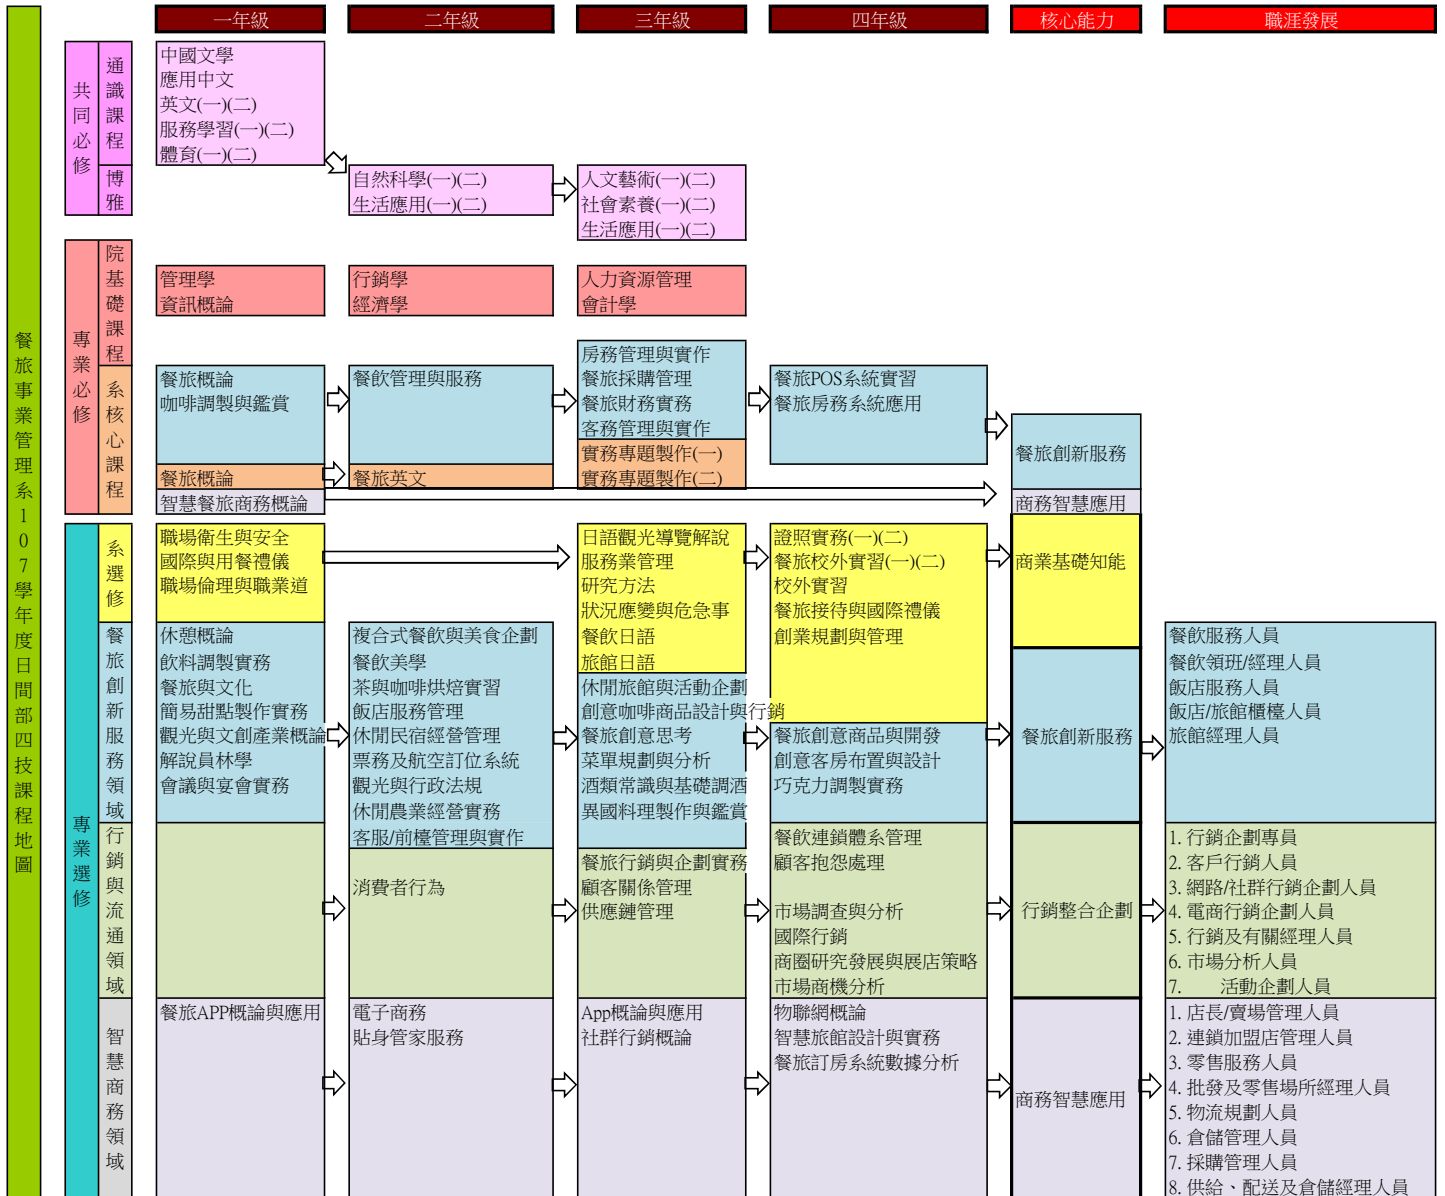 餐旅事業管理系107學年度日間部四技課程地圖
一年級
二年級
三年級
四年級
核心能力
職涯發展
共同必修
通識課程
中國文學
應用中文
英文(一)(二)
服務學習(一)(二)
體育(一)(二)
博雅
自然科學(一)(二)
生活應用(一)(二)
人文藝術(一)(二)
社會素養(一)(二)
生活應用(一)(二)
專業必修
院基礎課程
管理學
資訊概論
行銷學
經濟學
人力資源管理
會計學
系核心課程
餐旅概論
咖啡調製與鑑賞
餐飲管理與服務
房務管理與實作
餐旅採購管理
餐旅財務實務
客務管理與實作
餐旅POS系統實習
餐旅房務系統應用
餐旅創新服務
餐旅概論
餐旅英文
實務專題製作(一)
實務專題製作(二)
智慧餐旅商務概論
商務智慧應用
專業選修
系選修
職場衛生與安全
國際與用餐禮儀
職場倫理與職業道
日語觀光導覽解說
服務業管理
研究方法
狀況應變與危急事
餐飲日語
旅館日語
證照實務(一)(二)
餐旅校外實習(一)(二)
校外實習
餐旅接待與國際禮儀
創業規劃與管理
商業基礎知能
餐旅創新服務領域
休憩概論
飲料調製實務
餐旅與文化
簡易甜點製作實務
觀光與文創產業概論
解說員林學
會議與宴會實務
複合式餐飲與美食企劃
餐飲美學
茶與咖啡烘焙實習
飯店服務管理
休閒民宿經營管理
票務及航空訂位系統
觀光與行政法規
休閒農業經營實務
客服/前檯管理與實作
休閒旅館與活動企劃
創意咖啡商品設計與行銷
餐旅創意思考
菜單規劃與分析
酒類常識與基礎調酒
異國料理製作與鑑賞
餐旅創意商品與開發
創意客房布置與設計
巧克力調製實務
餐旅創新服務
餐飲服務人員
餐飲領班/經理人員
飯店服務人員
飯店/旅館櫃檯人員
旅館經理人員
行銷與流通領域
消費者行為
餐旅行銷與企劃實務
顧客關係管理
供應鏈管理
餐飲連鎖體系管理
顧客抱怨處理
市場調查與分析
國際行銷
商圈研究發展與展店策略
市場商機分析
行銷整合企劃
1. 行銷企劃專員
2. 客戶行銷人員
3. 網路/社群行銷企劃人員
4. 電商行銷企劃人員
5. 行銷及有關經理人員
6. 市場分析人員
7. 活動企劃人員
智慧商務領域
餐旅APP概論與應用
電子商務
貼身管家服務
App概論與應用
社群行銷概論
物聯網概論
智慧旅館設計與實務
餐旅訂房系統數據分析
商務智慧應用
1. 店長/賣場管理人員
2. 連鎖加盟店管理人員
3. 零售服務人員
4. 批發及零售場所經理人員
5. 物流規劃人員
6. 倉儲管理人員
7. 採購管理人員
8. 供給、配送及倉儲經理人員